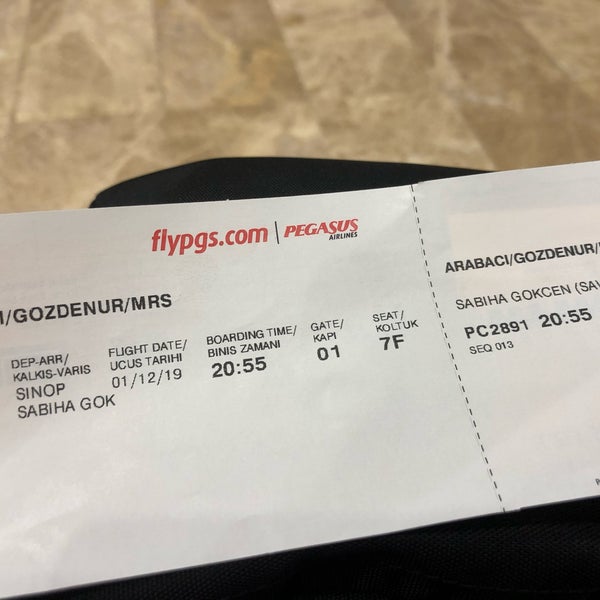 flypgs.com | PEGASUS AIRLINES
I/GOZDENUR/MRS
DEP-ARR/
KALKIS-VARIS
SINOP
SABIHA GOK
FLIGHT DATE/
UCUS TARIHI
01/12/19
BOARDING TIME/
BINIS ZAMANI
20:55
GATE/
KAPI
01
SEAT/
KOLTUK
7F
ARABACI/GOZDENUR/
SABIHA GOKCEN (SA
PC2891 20:55
SEQ 013